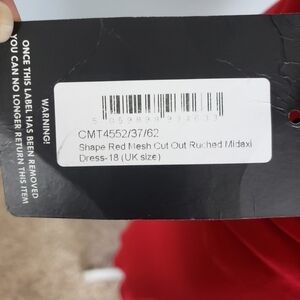 WARNING!
ONCE THIS LABEL HAS BEEN REMOVED
YOU CAN NO LONGER RETURN THIS ITEM
CMT4552/37/62
Shape Red Mesh Cut Out Ruched Midaxi
Dress-18 (UK size)